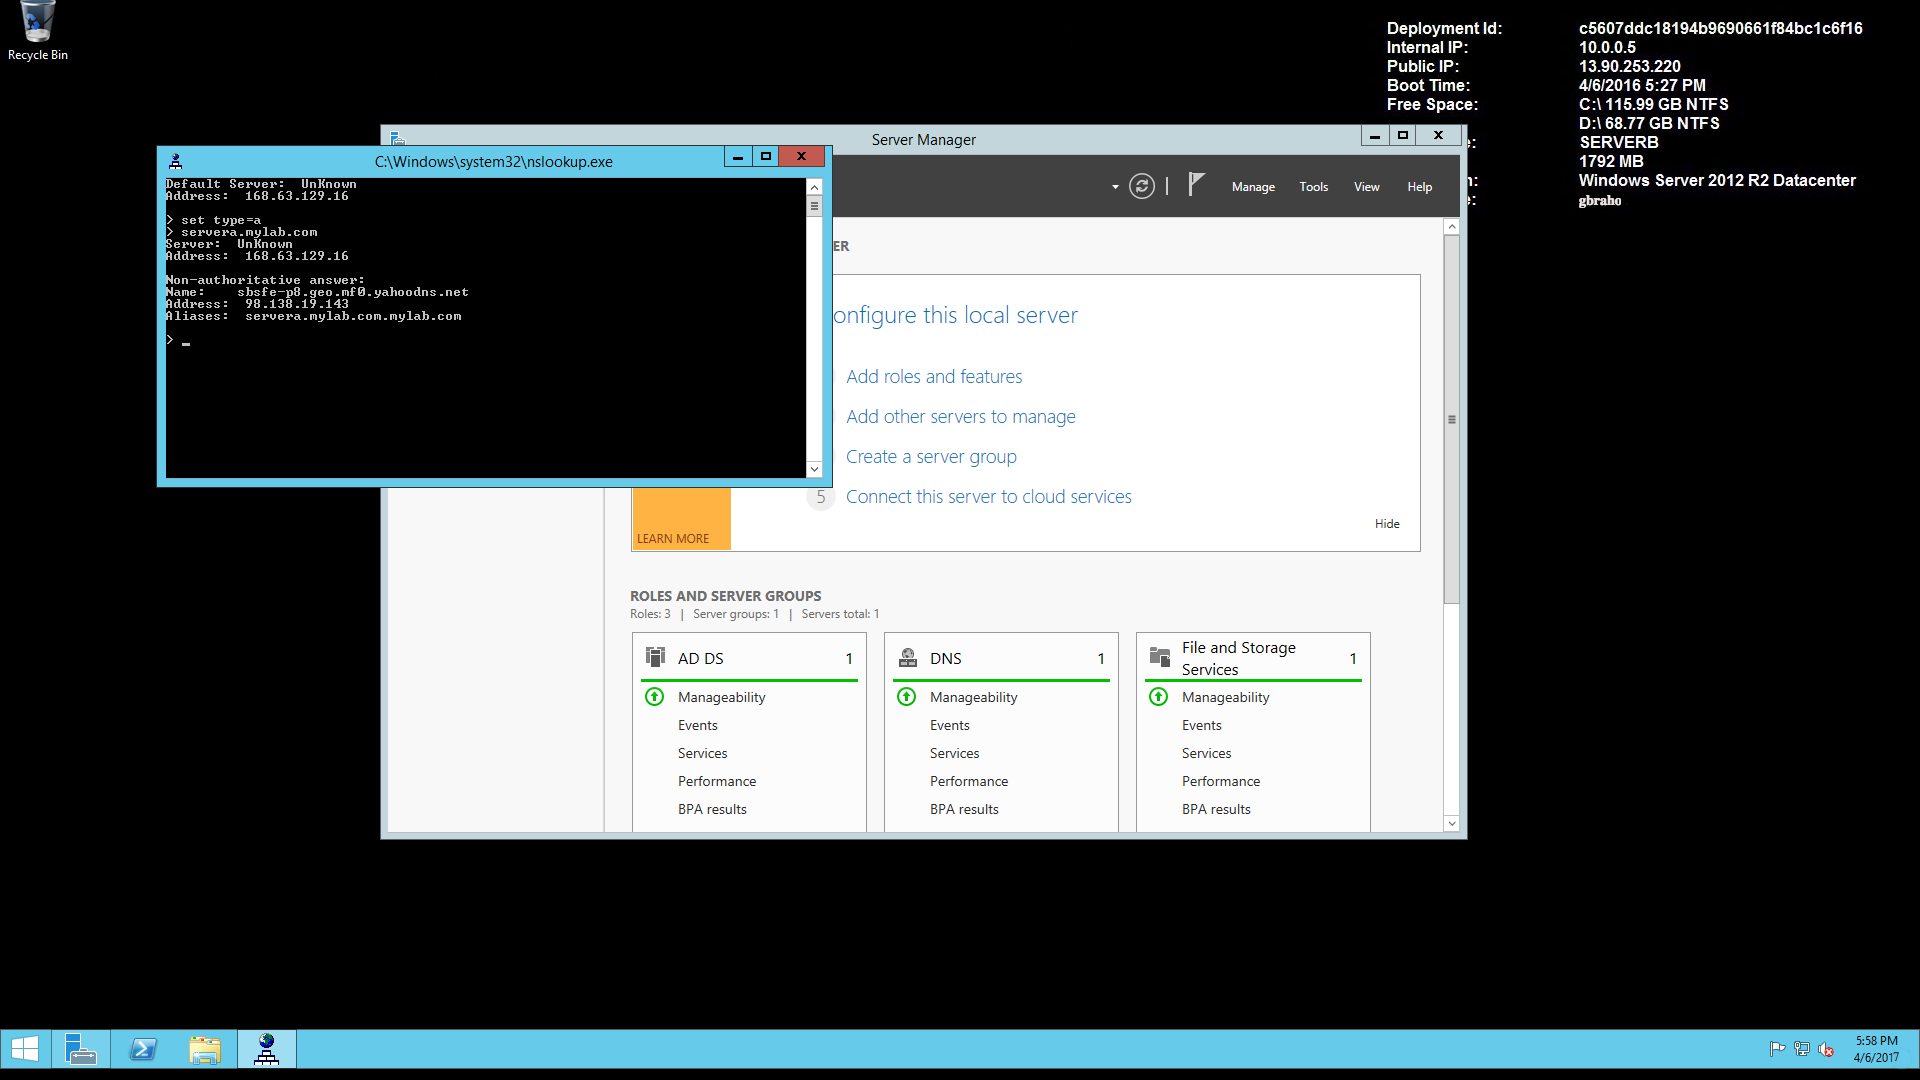 Recycle Bin
Deployment Id: c5607ddc18194b9690661f84bc1c6f16
Internal IP: 10.0.0.5
Public IP: 13.90.253.220
Boot Time: 4/6/2016 5:27 PM
Free Space: C:\ 115.99 GB NTFS
D:\ 68.77 GB NTFS
e: SERVERB
1792 MB
n: Windows Server 2012 R2 Datacenter
e: gbraho
Server Manager
Manage Tools View Help
C:\Windows\system32\nslookup.exe
Default Server:  UnKnown
Address:  168.63.129.16
> set type=a
> servera.mylab.com
Server:  UnKnown
Address:  168.63.129.16
Non-authoritative answer:
Name:    sbsfe-p8.geo.mf0.yahoodns.net
Address:  98.138.19.143
Aliases:  servera.mylab.com.mylab.com
> _
ER
onfigure this local server
Add roles and features
Add other servers to manage
Create a server group
5 Connect this server to cloud services
Hide
LEARN MORE
ROLES AND SERVER GROUPS
Roles: 3 | Server groups: 1 | Servers total: 1
AD DS 1
Manageability
Events
Services
Performance
BPA results
DNS 1
Manageability
Events
Services
Performance
BPA results
File and Storage
Services 1
Manageability
Events
Services
Performance
BPA results
5:58 PM
4/6/2017